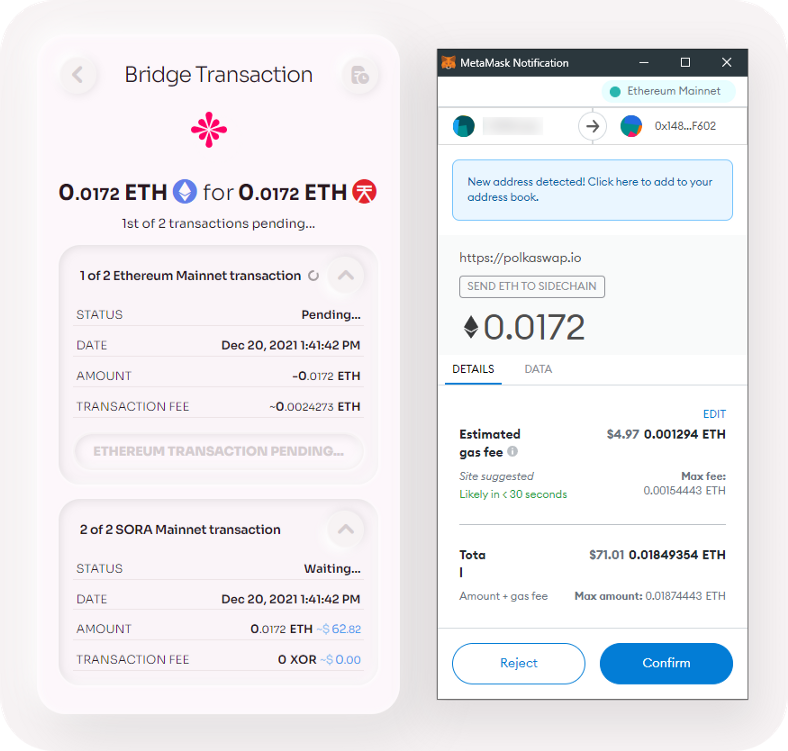 Bridge Transaction
0.0172 ETH for 0.0172 ETH
1st of 2 transactions pending...
1 of 2 Ethereum Mainnet transaction
STATUS Pending...
DATE Dec 20, 2021 1:41:42 PM
AMOUNT -0.0172 ETH
TRANSACTION FEE ~0.0024273 ETH
ETHEREUM TRANSACTION PENDING...
2 of 2 SORA Mainnet transaction
STATUS Waiting...
DATE Dec 20, 2021 1:41:42 PM
AMOUNT 0.0172 ETH ~$ 62.82
TRANSACTION FEE 0 XOR ~$ 0.00
MetaMask Notification
Ethereum Mainnet
0x148...F602
New address detected! Click here to add to your
address book.
https://polkaswap.io
SEND ETH TO SIDECHAIN
0.0172
DETAILS DATA
EDIT
Estimated
gas fee $4.97 0.001294 ETH
Site suggested Max fee:
Likely in < 30 seconds 0.00154443 ETH
Tota $71.01 0.01849354 ETH
l
Amount + gas fee Max amount: 0.01874443 ETH
Reject Confirm